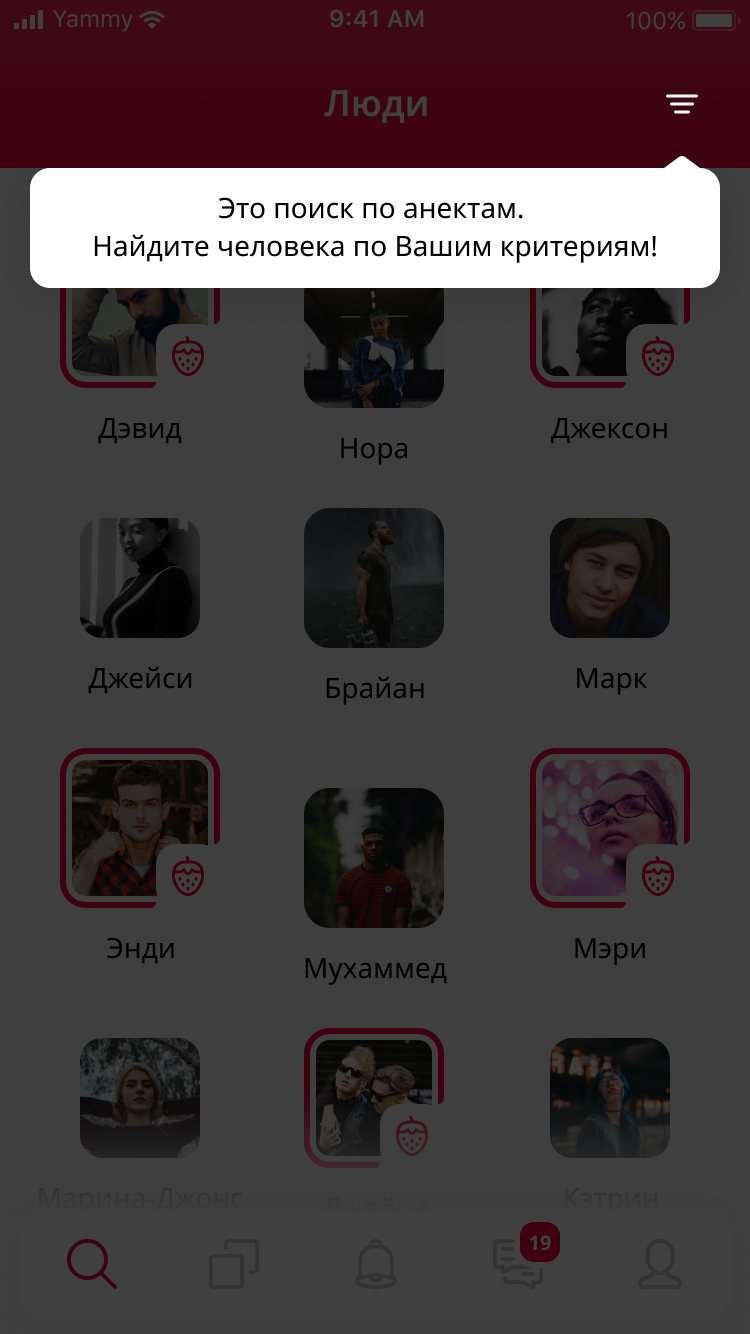 Yammy 9:41 AM 100%
Люди
Это поиск по анектам.
Найдите человека по Вашим критериям!
Дэвид
Нора
Джексон
Джейси
Брайан
Марк
Энди
Мухаммед
Мэри
Марина-Джонс
Джейси
Кэтрин
19